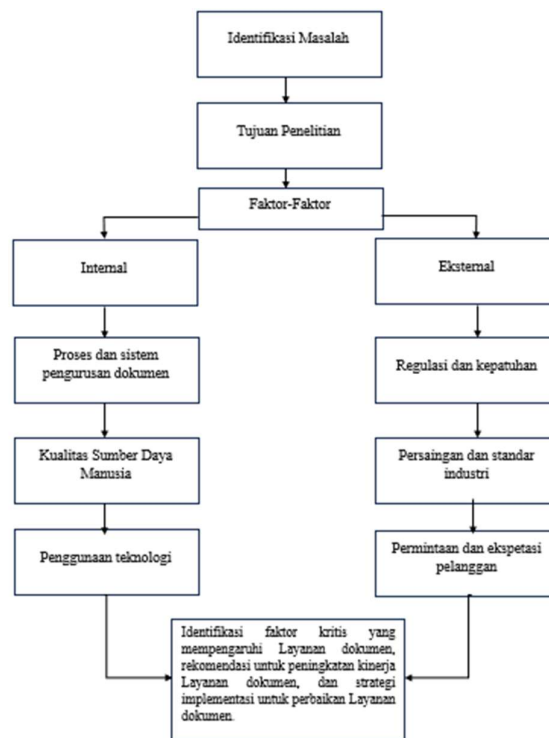 Identifikasi Masalah
Tujuan Penelitian
Faktor-Faktor
Internal
Eksternal
Proses dan sistem
pengurusan dokumen
Regulasi dan kepatuhan
Kualitas Sumber Daya
Manusia
Persaingan dan standar
industri
Penggunaan teknologi
Permintaan dan ekspetasi
pelanggan
Identifikasi faktor kritis yang
mempengaruhi Layanan dokumen,
rekomendasi untuk peningkatan kinerja
Layanan dokumen, dan strategi
implementasi untuk perbaikan Layanan
dokumen.